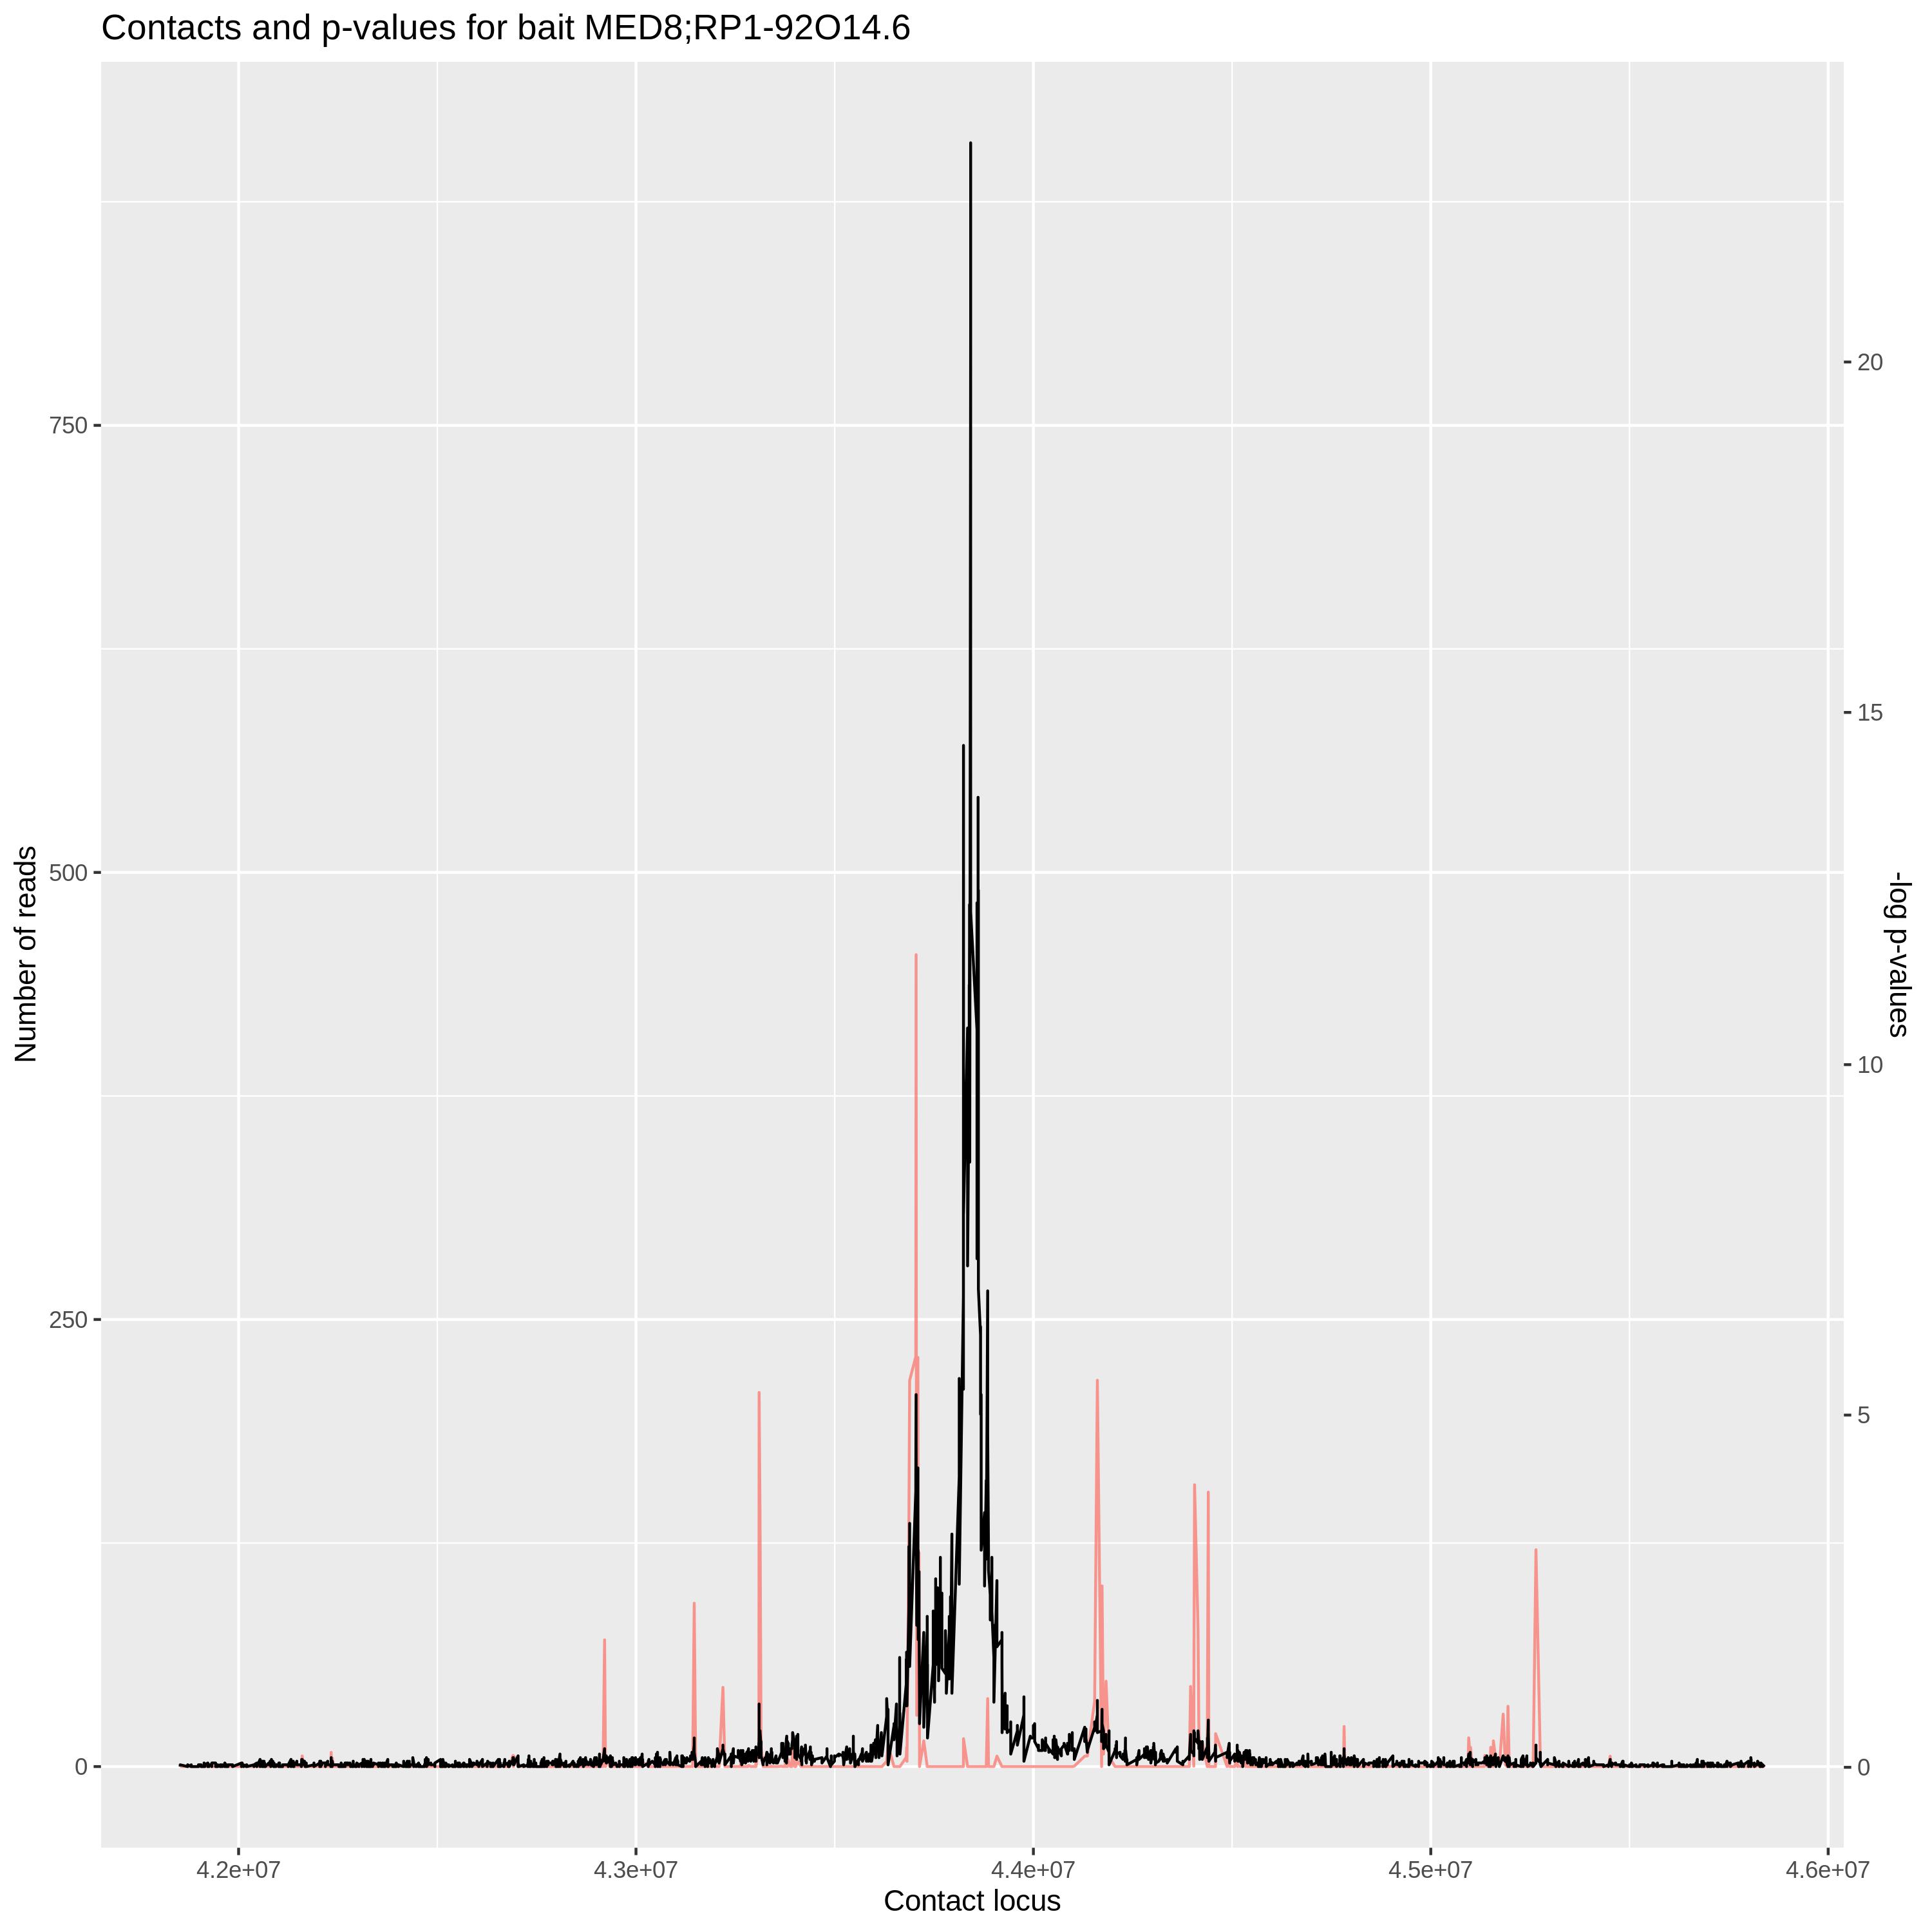 Contacts and p-values for bait MED8;RP1-92O14.6
Number of reads
750
500
250
0
20
15
10
5
0
-log p-values
4.2e+07 4.3e+07 4.4e+07 4.5e+07 4.6e+07
Contact locus